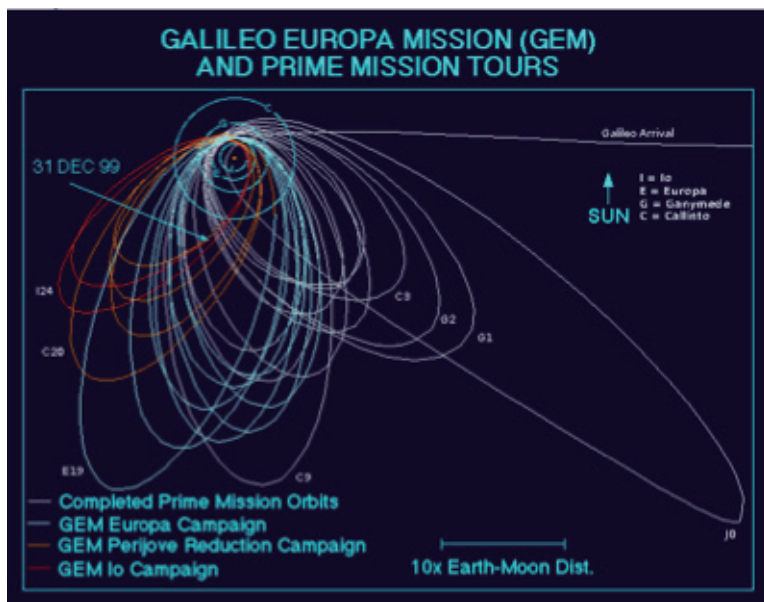 GALILEO EUROPA MISSION (GEM)
AND PRIME MISSION TOURS
C
G
E
Galileo Arrival
31 DEC 99
SUN
I = Io
E = Europa
G = Ganymede
C = Callinto
I24
C3
G2
G1
C20
E19
C9
J0
Completed Prime Mission Orbits
GEM Europa Campaign
GEM Perijove Reduction Campaign
GEM Io Campaign
10x Earth-Moon Dist.